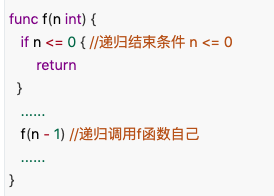 func f(n int) {
if n <= 0 { //递归结束条件 n <= 0
return
}
......
f(n - 1) //递归调用f函数自己
......
}